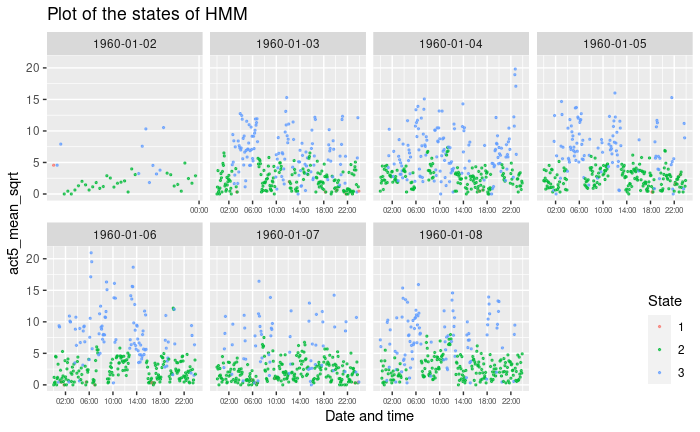 Plot of the states of HMM
1960-01-02 1960-01-03 1960-01-04 1960-01-05
20
15
10
5
0
00:00 02:00 06:00 10:00 14:00 18:00 22:00 02:00 06:00 10:00 14:00 18:00 22:00 02:00 06:00 10:00 14:00 18:00 22:00
act5_mean_sqrt
1960-01-06 1960-01-07 1960-01-08
20
15
10
5
0
02:00 06:00 10:00 14:00 18:00 22:00 02:00 06:00 10:00 14:00 18:00 22:00 02:00 06:00 10:00 14:00 18:00 22:00
Date and time
State
1
2
3